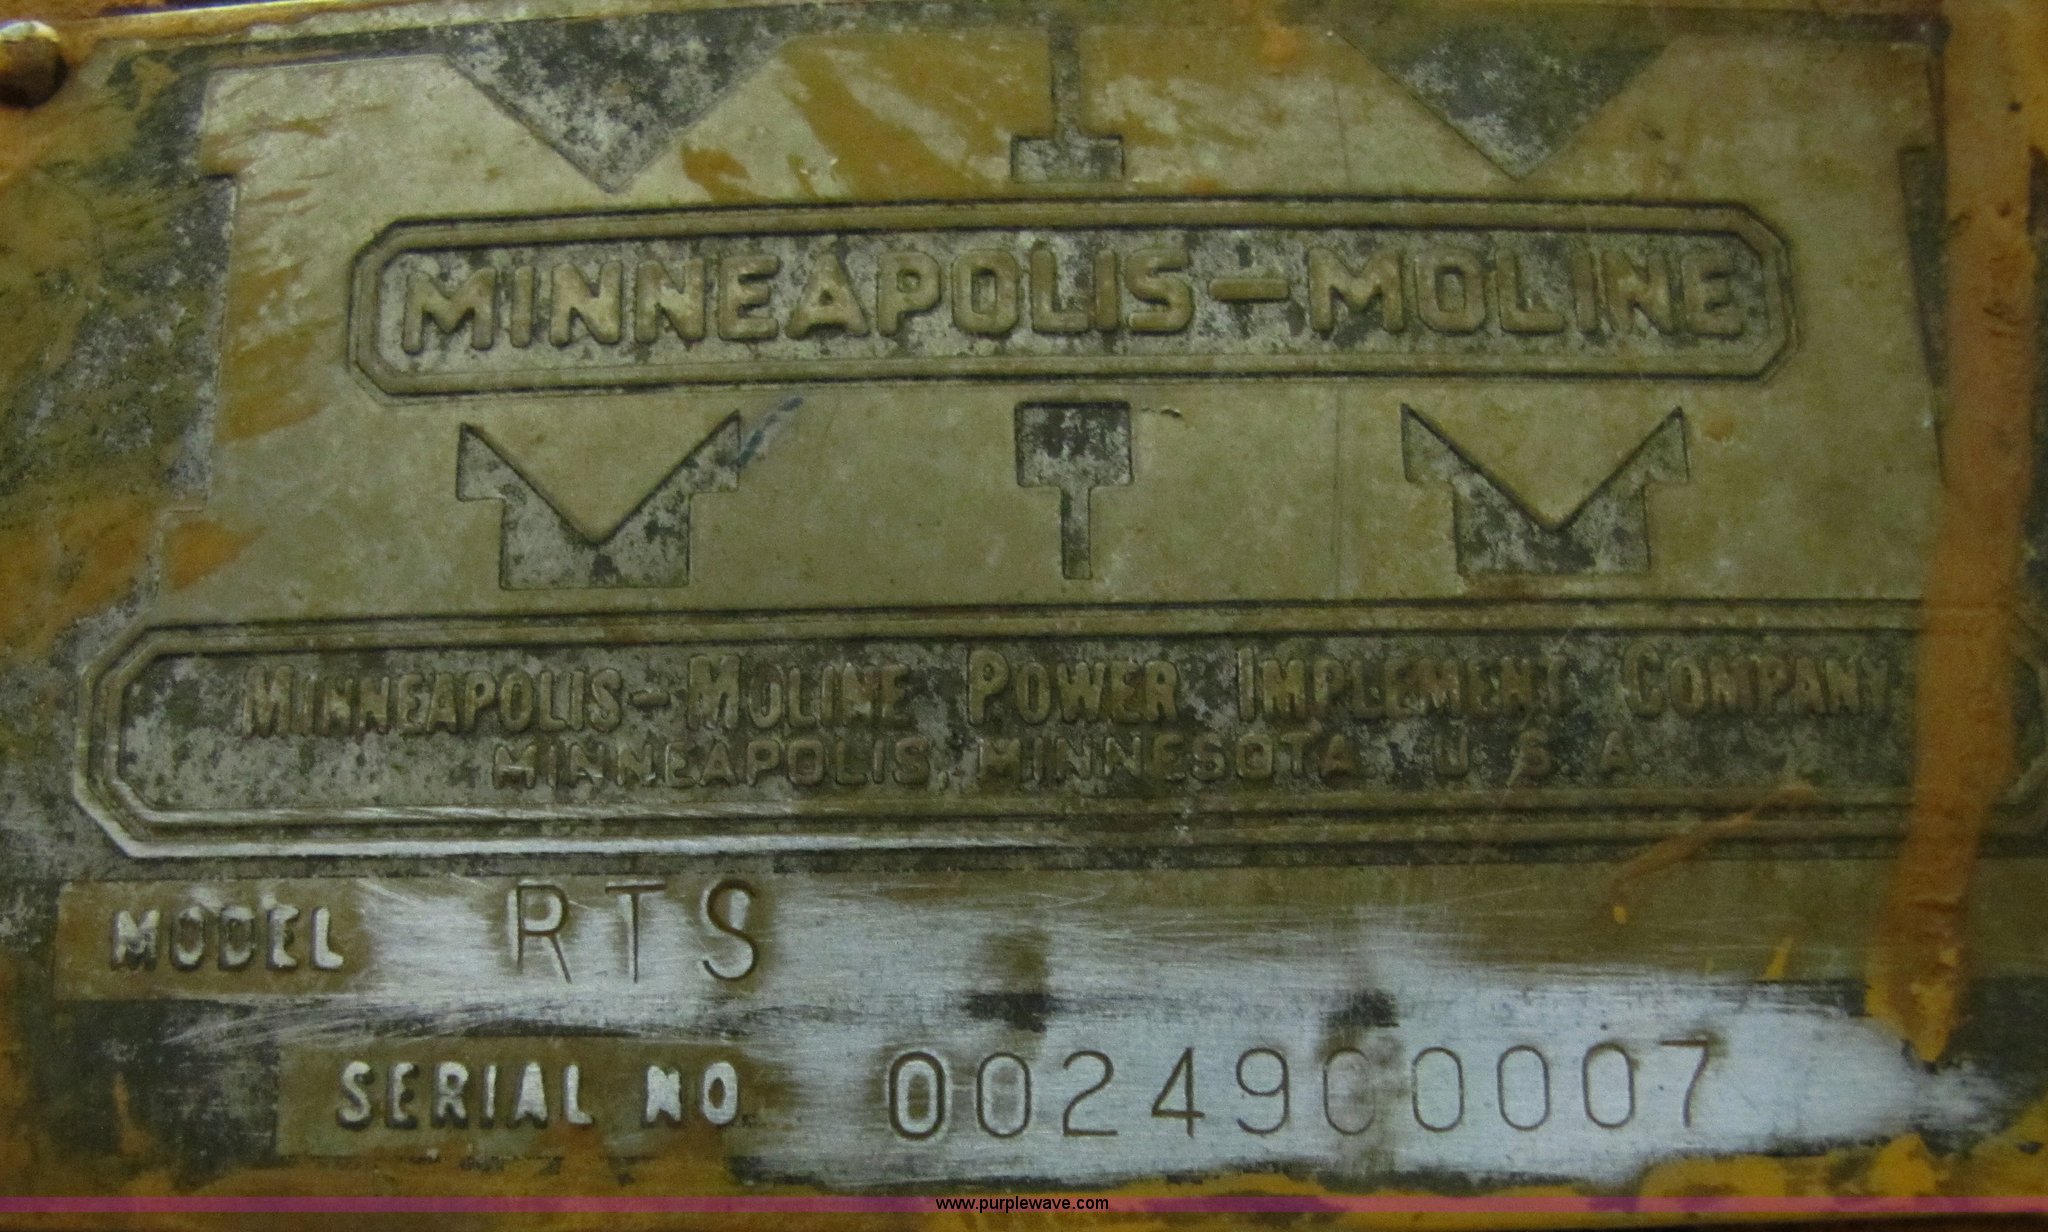 MINNEAPOLIS-MOLINE
MINNEAPOLIS-MOLINE POWER IMPLEMENT COMPANY
MINNEAPOLIS, MINNESOTA. U. S. A.
MODEL RTS
SERIAL NO. 0024900007
www.purplewave.com